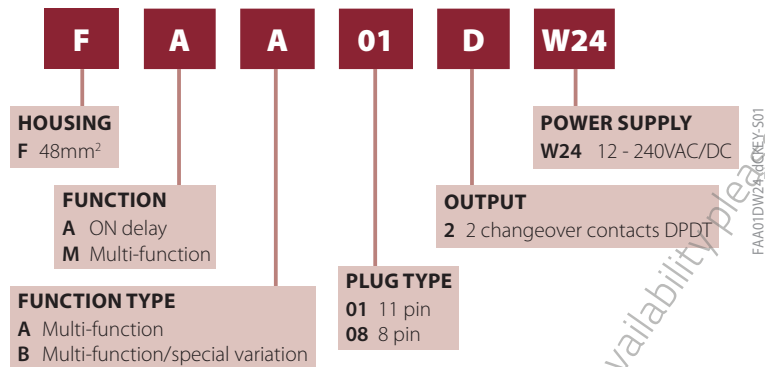 F A A 01 D W24
HOUSING
F 48mm²
POWER SUPPLY
W24 12 - 240VAC/DC
FUNCTION
A ON delay
M Multi-function
OUTPUT
2 2 changeover contacts DPDT
FUNCTION TYPE
A Multi-function
B Multi-function/special variation
PLUG TYPE
01 11 pin
08 8 pin